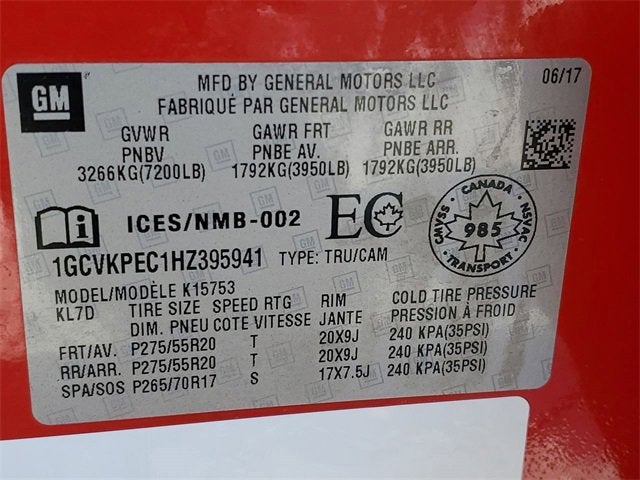 GM
MFD BY GENERAL MOTORS LLC
06/17
FABRIQUÉ PAR GENERAL MOTORS LLC
GVWR GAWR FRT GAWR RR
PNBV PNBE AV. PNBE ARR.
3266KG(7200LB) 1792KG(3950LB) 1792KG(3950LB)
ICES/NMB-002 EC
CANADA
CMVSS NSVAC
985
TRANSPORT
1GCVKPEC1HZ395941 TYPE: TRU/CAM
MODEL/MODÈLE K15753
KL7D TIRE SIZE SPEED RTG RIM COLD TIRE PRESSURE
DIM. PNEU COTE VITESSE JANTE PRESSION À FROID
FRT/AV. P275/55R20 T 20X9J 240 KPA(35PSI)
RR/ARR. P275/55R20 T 20X9J 240 KPA(35PSI)
SPA/SOS P265/70R17 S 17X7.5J 240 KPA(35PSI)